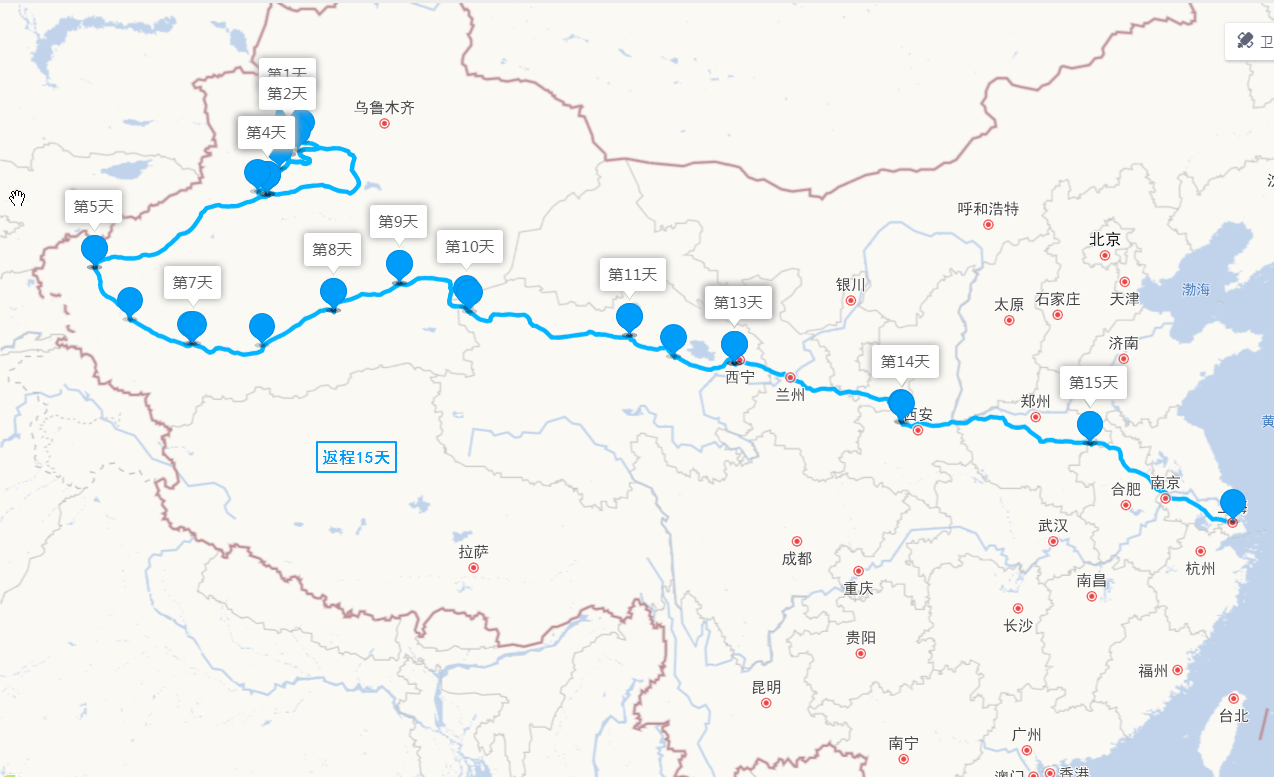 第1天
第2天
乌鲁木齐
第4天
卫
第5天
第9天
呼和浩特
第8天
第10天
北京
第7天
第11天
银川
渤海
第13天
太原
石家庄
天津
济南
第14天
西宁
兰州
第15天
西安
郑州
返程15天
合肥
南京
上海
武汉
拉萨
成都
杭州
重庆
南昌
长沙
贵阳
福州
昆明
台北
南宁
广州
澳门
香港
黄